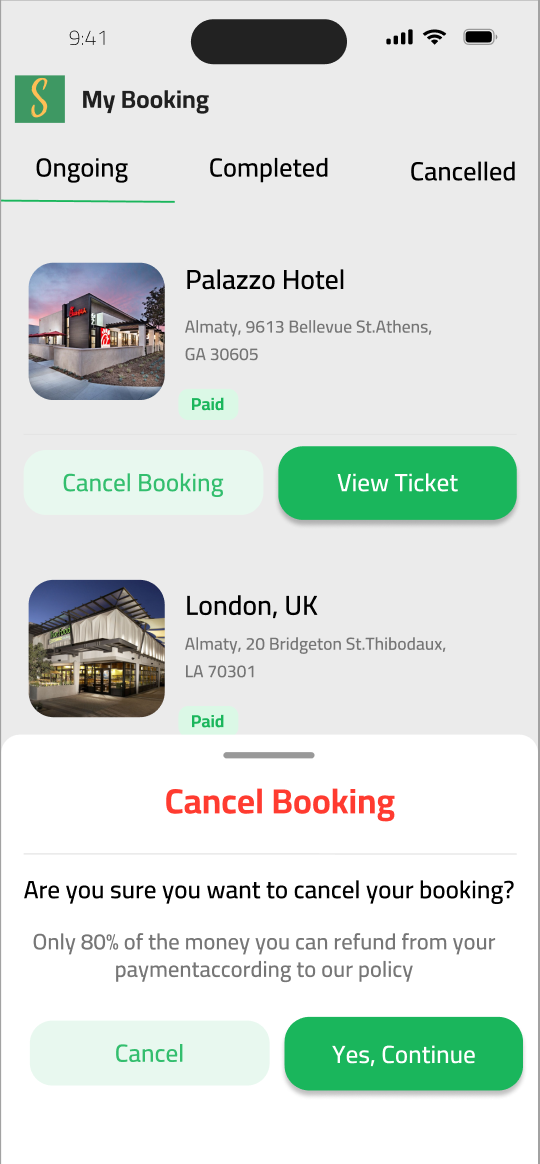 9:41
S
My Booking
Ongoing
Completed
Cancelled
Palazzo Hotel
Almaty, 9613 Bellevue St.Athens,
GA 30605
Paid
Cancel Booking
View Ticket
London, UK
Almaty, 20 Bridgeton St.Thibodaux,
LA 70301
Paid
Cancel Booking
Are you sure you want to cancel your booking?
Only 80% of the money you can refund from your
paymentaccording to our policy
Cancel
Yes, Continue